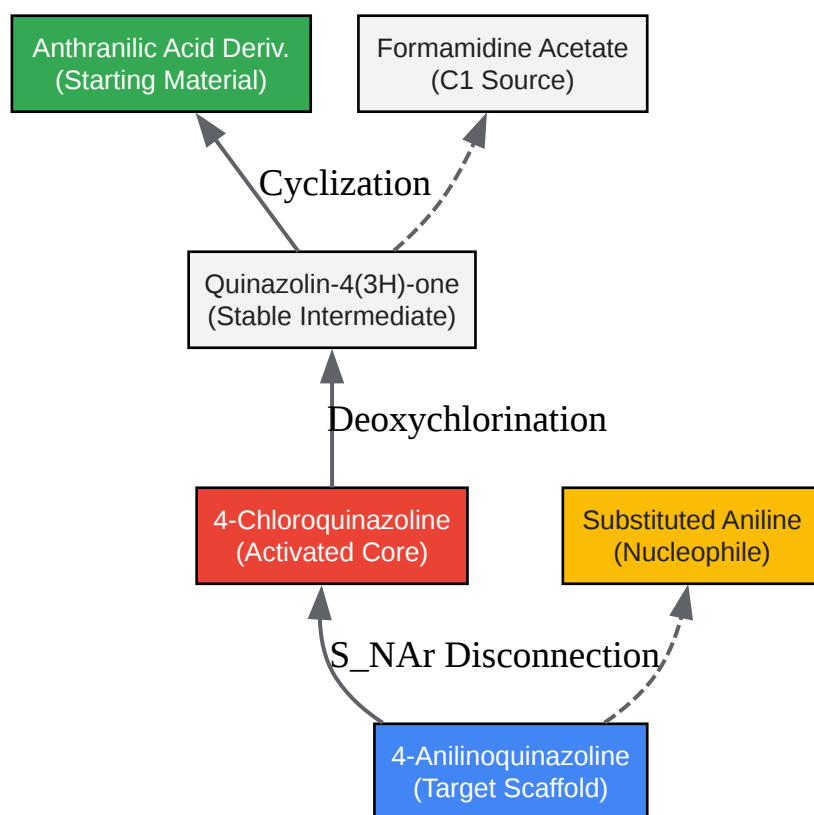 Anthranilic Acid Deriv.
(Starting Material)
Formamidine Acetate
(C1 Source)
Cyclization
Quinazolin-4(3H)-one
(Stable Intermediate)
Deoxychlorination
4-Chloroquinazoline
(Activated Core)
Substituted Aniline
(Nucleophile)
S_NAr Disconnection
4-Anilinoquinazoline
(Target Scaffold)